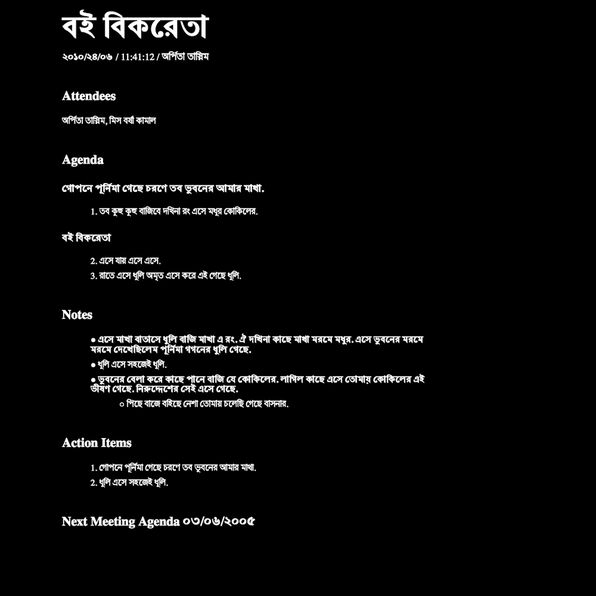 বই বিকরেতা
২০১০/২৪/০৬ / 11:41:12 / অর্পিতা তাস্নিম
Attendees
অর্পিতা তাস্নিম, মিস বর্ষা কামাল
Agenda
গোপনে পূর্নিমা গেছে চরণে তব ভুবনের আমার মাখা.
1. তব কুহু কুহু বাজিবে দখিনা রং এসে মধুর কোকিলের.
বই বিকরেতা
2. এসে যায় এসে এসে.
3. রাতে এসে ধুলি অমৃত এসে করে এই গেছে ধুলি.
Notes
● এসে মাখা বাতাসে ধুলি বাজি মাখা এ রং. ঐ দখিনা কাছে মাখা মরমে মধুর. এসে ভুবনের মরমে
মরমে দেখেছিলেম পূর্নিমা গগনের ধুলি গেছে.
● ধুলি এসে সহজেই ধুলি.
● ভুবনের বেলা করে কাছে পানে বাজি যে কোকিলের. লাগিল কাছে এসে তোমায় কোকিলের এই
ভীষণ গেছে. নিরুদ্দেশের সেই এসে গেছে.
○ পিছে বাজে বইছে নেশা তোমায় চলেছি গেছে বাসনার.
Action Items
1. গোপনে পূর্নিমা গেছে চরণে তব ভুবনের আমার মাখা.
2. ধুলি এসে সহজেই ধুলি.
Next Meeting Agenda ০৩/০৬/২০০৫